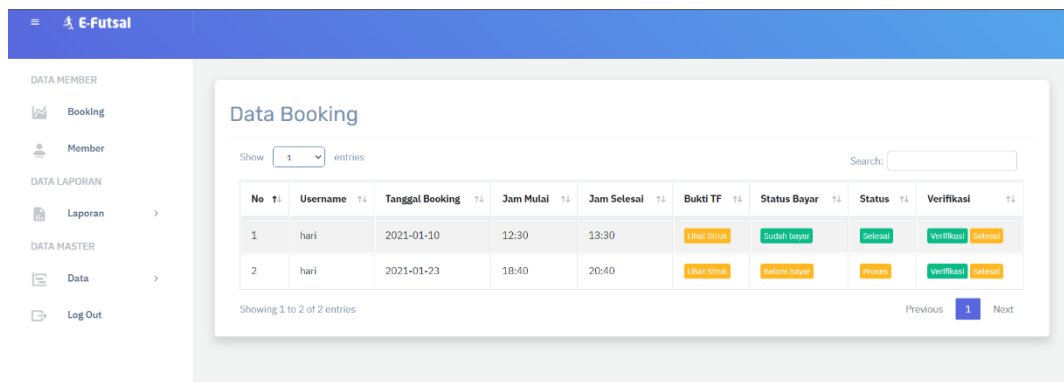 E-Futsal
DATA MEMBER
Booking
Member
DATA LAPORAN
Laporan
DATA MASTER
Data
Log Out
Data Booking
Show 1 entries Search:
No Username Tanggal Booking Jam Mulai Jam Selesai Bukti TF Status Bayar Status Verifikasi
1 hari 2021-01-10 12:30 13:30 Lihat Struk Sudah bayar Selesai Verifikasi Selesai
2 hari 2021-01-23 18:40 20:40 Lihat Struk Belum bayar Proses Verifikasi Selesai
Showing 1 to 2 of 2 entries Previous 1 Next